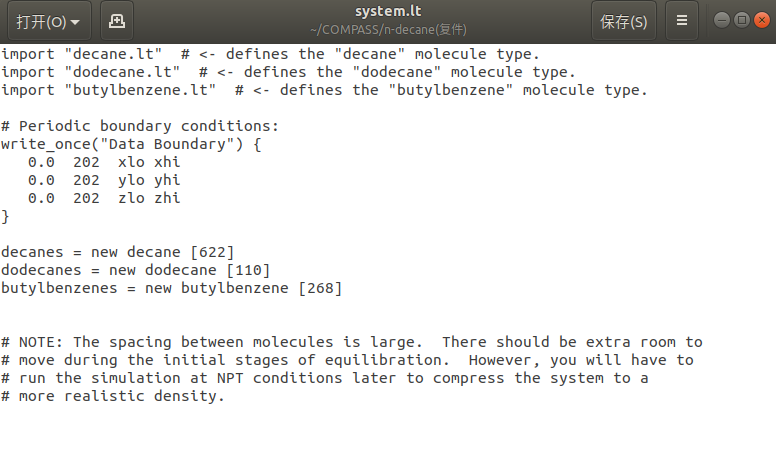 打开(O)
system.lt
~/COMPASS/n-decane(复件)
保存(S)
import "decane.lt"  # <- defines the "decane" molecule type.
import "dodecane.lt"  # <- defines the "dodecane" molecule type.
import "butylbenzene.lt"  # <- defines the "butylbenzene" molecule type.

# Periodic boundary conditions:
write_once("Data Boundary") {
   0.0  202  xlo xhi
   0.0  202  ylo yhi
   0.0  202  zlo zhi
}

decanes = new decane [622]
dodecanes = new dodecane [110]
butylbenzenes = new butylbenzene [268]

# NOTE: The spacing between molecules is large.  There should be extra room to
# move during the initial stages of equilibration.  However, you will have to
# run the simulation at NPT conditions later to compress the system to a
# more realistic density.